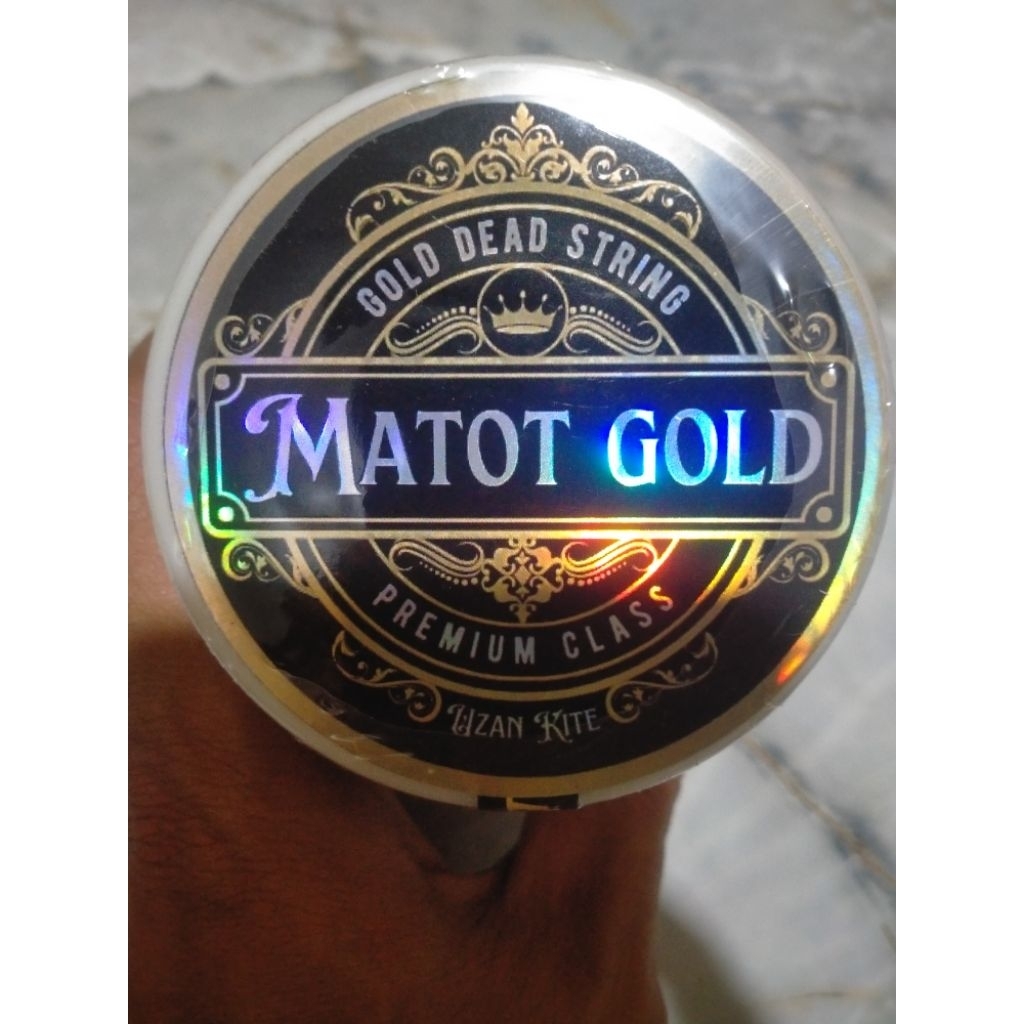 GOLD DEAD STRING
MATOT GOLD
PREMIUM CLASS
UZAN KITE